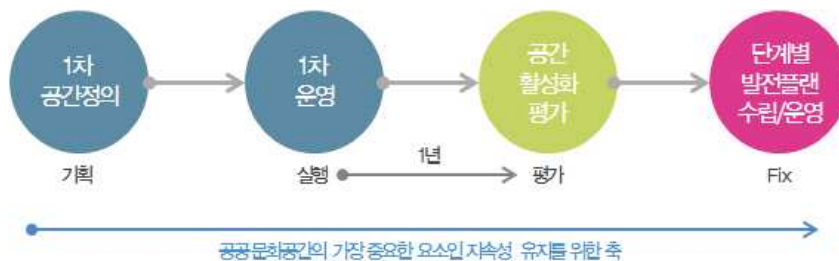 1차
공간정의
1차
운영
공간
활성화
평가
단계별
발전플랜
수립/운영
기획
실행
1년
평가
Fix
공공문화공간의 가장 중요한 요소인 지속성 유지를 위한 축